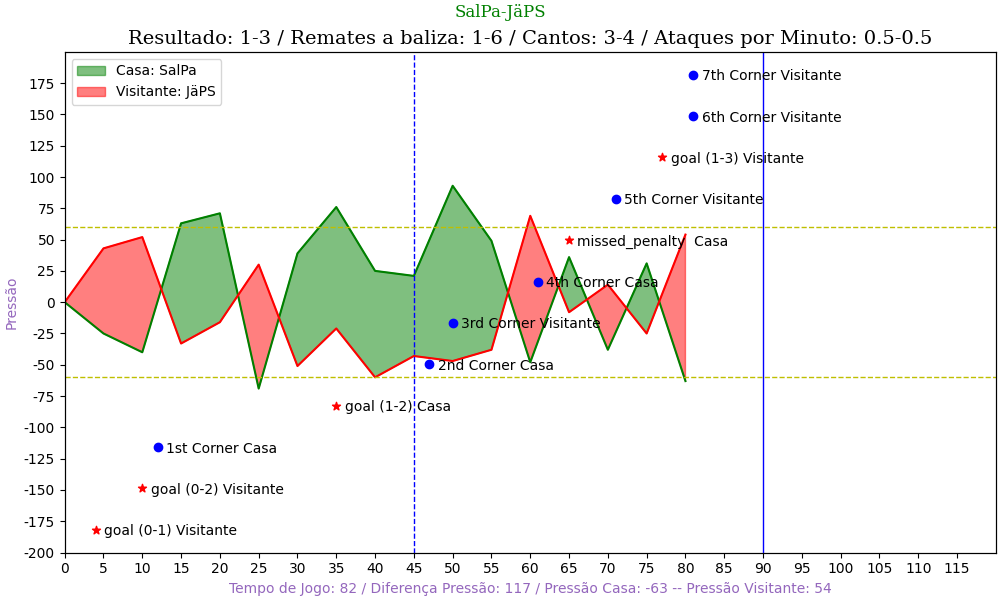 SalPa-JäPS
Resultado: 1-3 / Remates a baliza: 1-6 / Cantos: 3-4 / Ataques por Minuto: 0.5-0.5
Casa: SalPa
Visitante: JäPS
7th Corner Visitante
6th Corner Visitante
goal (1-3) Visitante
5th Corner Visitante
missed_penalty  Casa
4th Corner Casa
3rd Corner Visitante
2nd Corner Casa
goal (1-2) Casa
1st Corner Casa
goal (0-2) Visitante
goal (0-1) Visitante
175
150
125
100
75
50
25
0
-25
-50
-75
-100
-125
-150
-175
-200
Pressão
0 5 10 15 20 25 30 35 40 45 50 55 60 65 70 75 80 85 90 95 100 105 110 115
Tempo de Jogo: 82 / Diferença Pressão: 117 / Pressão Casa: -63 -- Pressão Visitante: 54